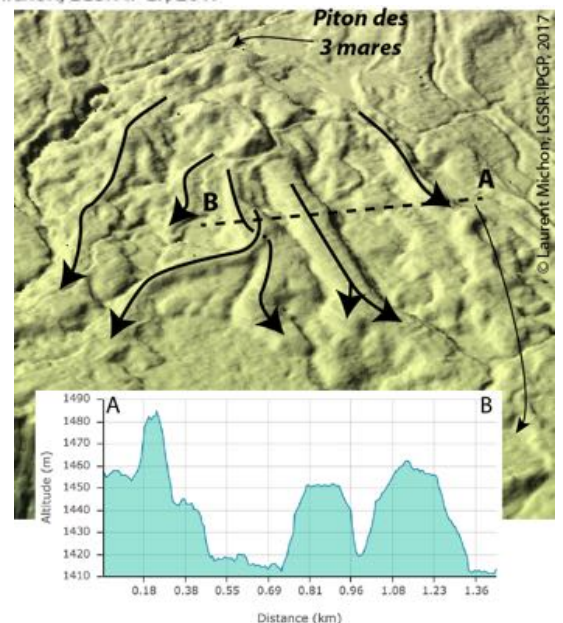 Piton des
3 mares
© Laurent Michon, LGSR-IPGP, 2017
A
B
A
B
1490
1480
1470
1460
1450
1440
1430
1420
1410
Altitude (m)
0.18
0.38
0.55
0.69
0.81
0.96
1.08
1.23
1.36
Distance (km)